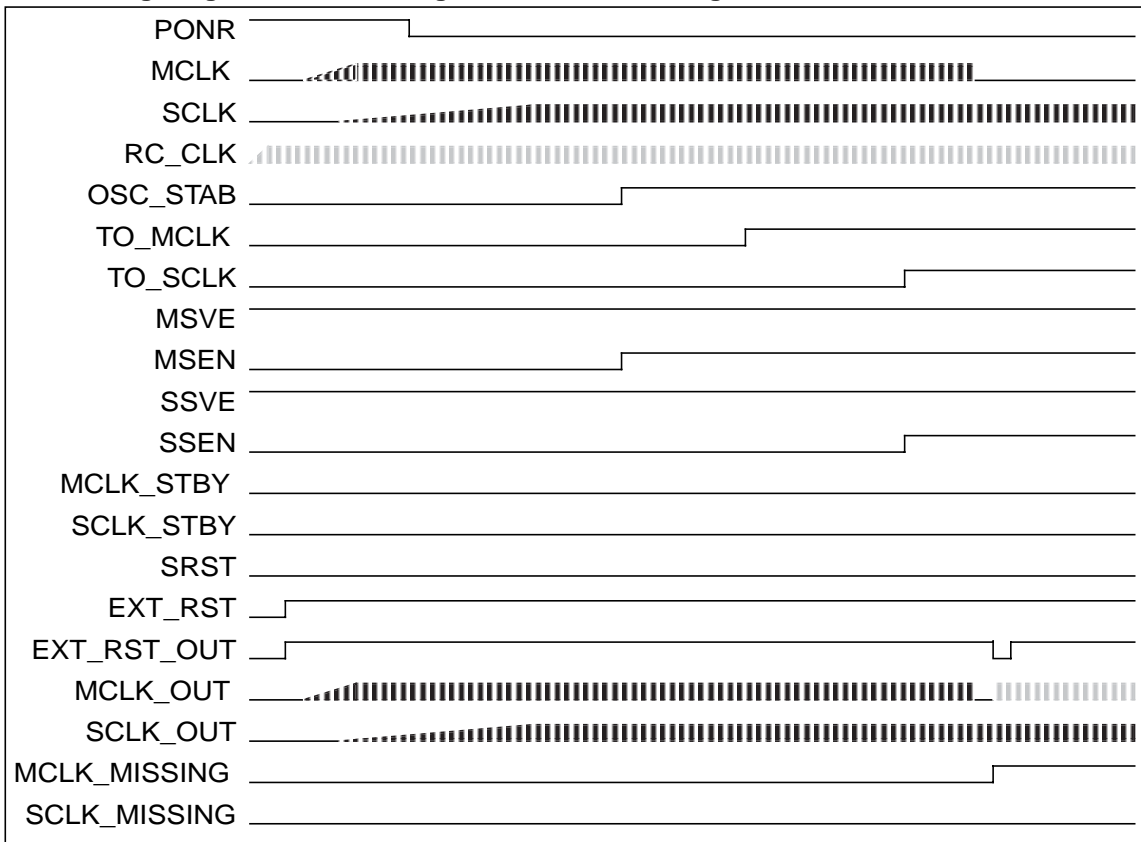 PONR
MCLK
SCLK
RC_CLK
OSC_STAB
TO_MCLK
TO_SCLK
MSVE
MSEN
SSVE
SSEN
MCLK_STBY
SCLK_STBY
SRST
EXT_RST
EXT_RST_OUT
MCLK_OUT
SCLK_OUT
MCLK_MISSING
SCLK_MISSING